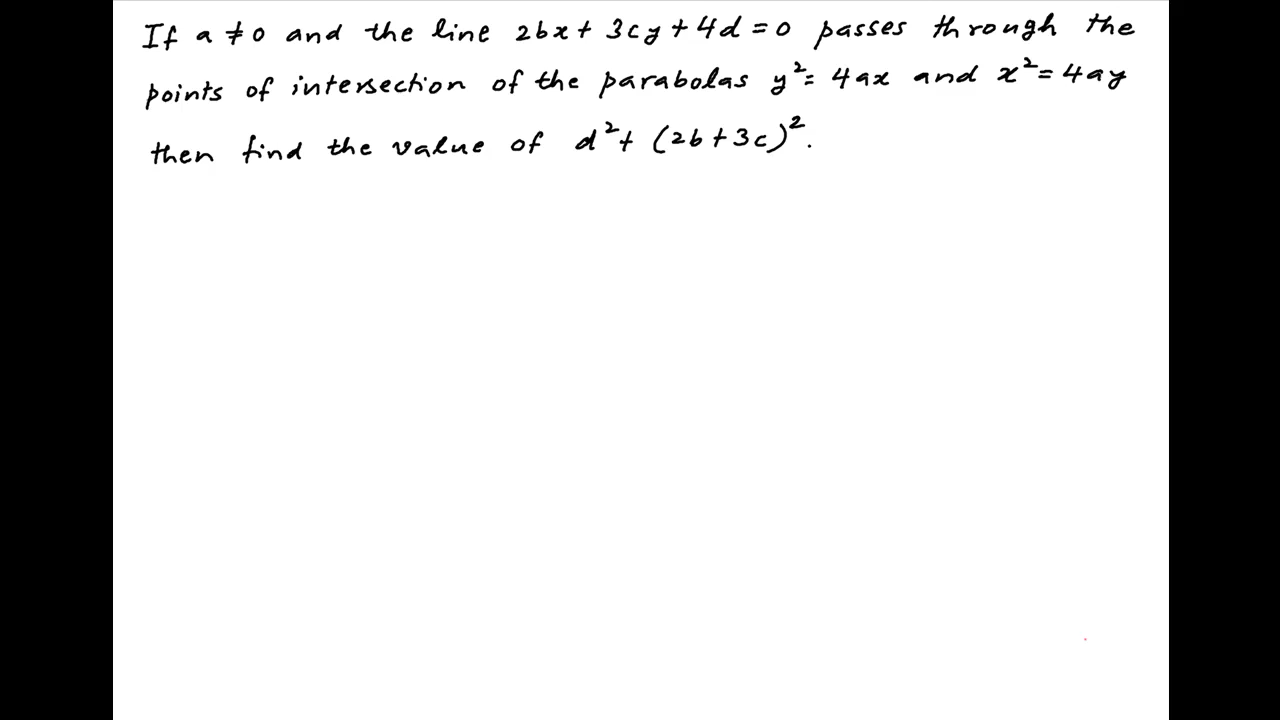 If a ≠ 0 and the line 2bx + 3cy + 4d = 0 passes through the
points of intersection of the parabolas y² = 4ax and x² = 4ay
then find the value of d² + (2b + 3c)².